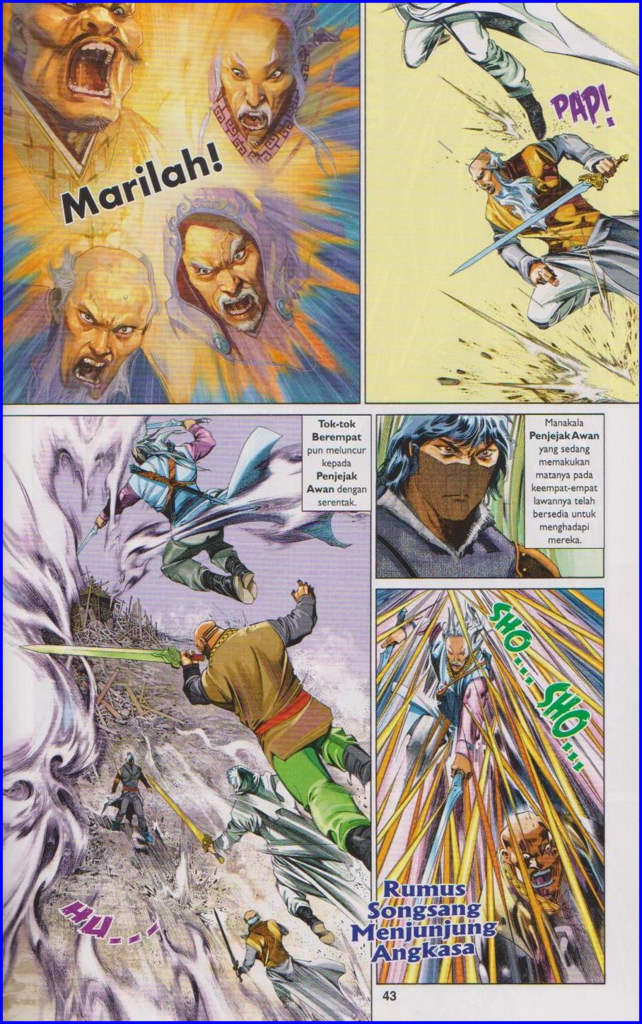 Marilah!
PAP!
Tok-tok
Berempat
pun meluncur
kepada
Penjejak
Awan dengan
serentak.
Manakala
Penjejak Awan
yang sedang
memakukan
matanya pada
keempat-empat
lawannya telah
bersedia untuk
menghadapi
mereka.
SHO...
SHO...
HU...
Rumus
Songsang
Menjunjung
Angkasa
43